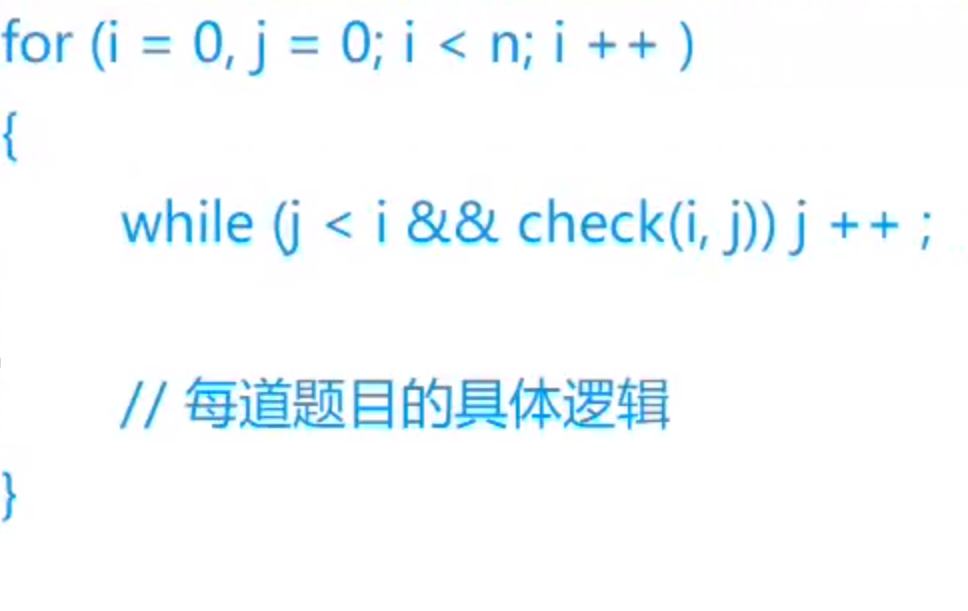 for (i = 0, j = 0; i < n; i ++ )
{
while (j < i && check(i, j)) j ++ ;
// 每道题目的具体逻辑
}